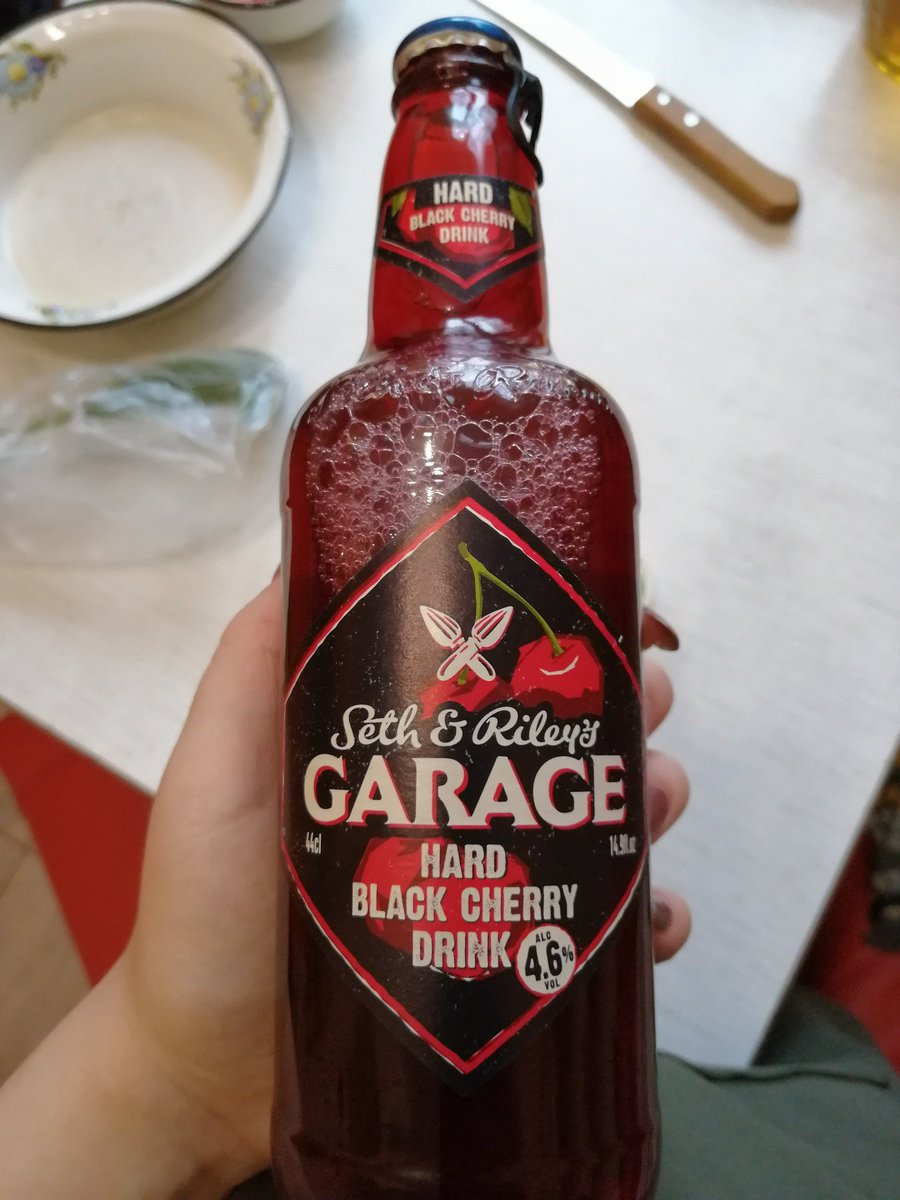 HARD
BLACK CHERRY
DRINK
Seth & Riley's
GARAGE
44cl
14.9fl.oz
HARD
BLACK CHERRY
DRINK
ALC
4.6%
VOL